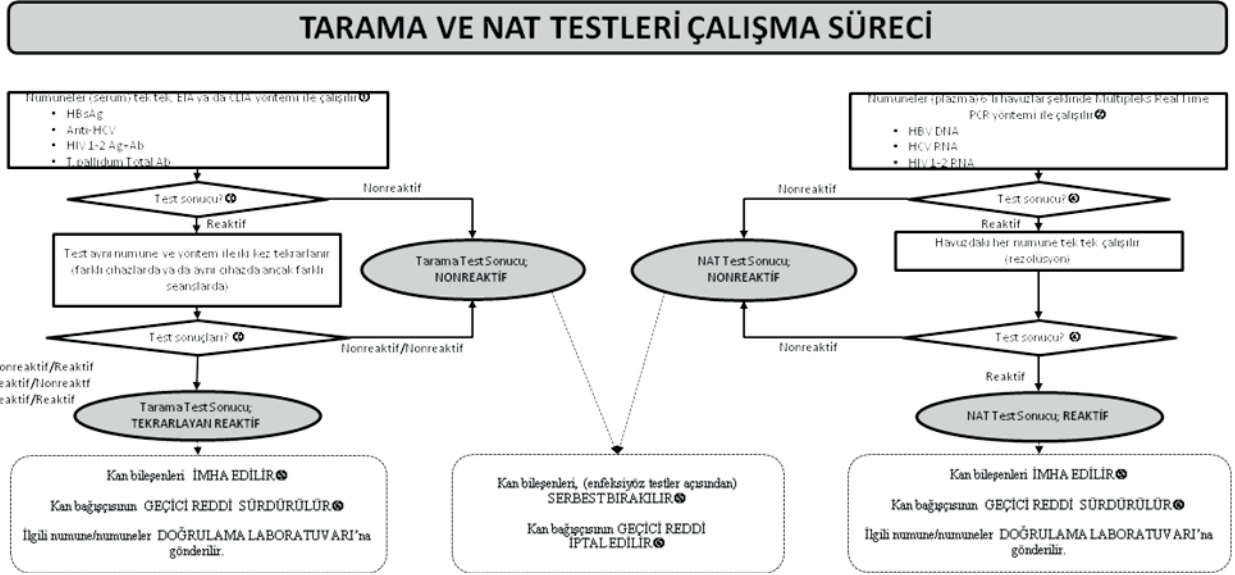 TARAMA VE NAT TESTLERİ ÇALIŞMA SÜRECİ
Numuneler (serum) tek tek, EIA ya da CLIA yöntemi ile çalışılır
• HBsAg
• Anti-HCV
• HIV 1-2 Ag+Ab
• T.pallidum Total Ab
Test sonucu?
Nonreaktif
Reaktif
Test aynı numune ve yöntem ile iki kez tekrarlanır
(farklı cihazlarda ya da aynı cihazda ancak farklı
seanslarda)
Tarama Test Sonucu;
NONREAKTİF
Test sonuçları?
Nonreaktif/Nonreaktif
onreaktif/Reaktif
eaktif/Nonreaktf
eaktif/Reaktif
Tarama Test Sonucu;
TEKRARLAYAN REAKTİF
Kan bileşenleri İMHA EDİLİR
Kan bağışçısının GEÇİCİ REDDİ SÜRDÜRÜLÜR
İlgili numune/numuneler DOĞRULAMA LABORATUVARI’na
gönderilir.
Kan bileşenleri, (enfeksiyöz testler açısından)
SERBEST BIRAKILIR
Kan bağışçısının GEÇİCİ REDDİ
İPTAL EDİLİR
Numuneler (plazma) 6'lı havuzlar şeklinde Multipleks Real Time
PCR yöntemi ile çalışılır
• HBV DNA
• HCV RNA
• HIV 1-2 RNA
Test sonucu?
Nonreaktif
Reaktif
Havuzdaki her numune tek tek çalışılır
(rezolüsyon)
NAT Test Sonucu;
NONREAKTİF
Test sonucu?
Nonreaktif
Reaktif
NAT Test Sonucu; REAKTİF
Kan bileşenleri İMHA EDİLİR
Kan bağışçısının GEÇİCİ REDDİ SÜRDÜRÜLÜR
İlgili numune/numuneler DOĞRULAMA LABORATUVARI’na
gönderilir.